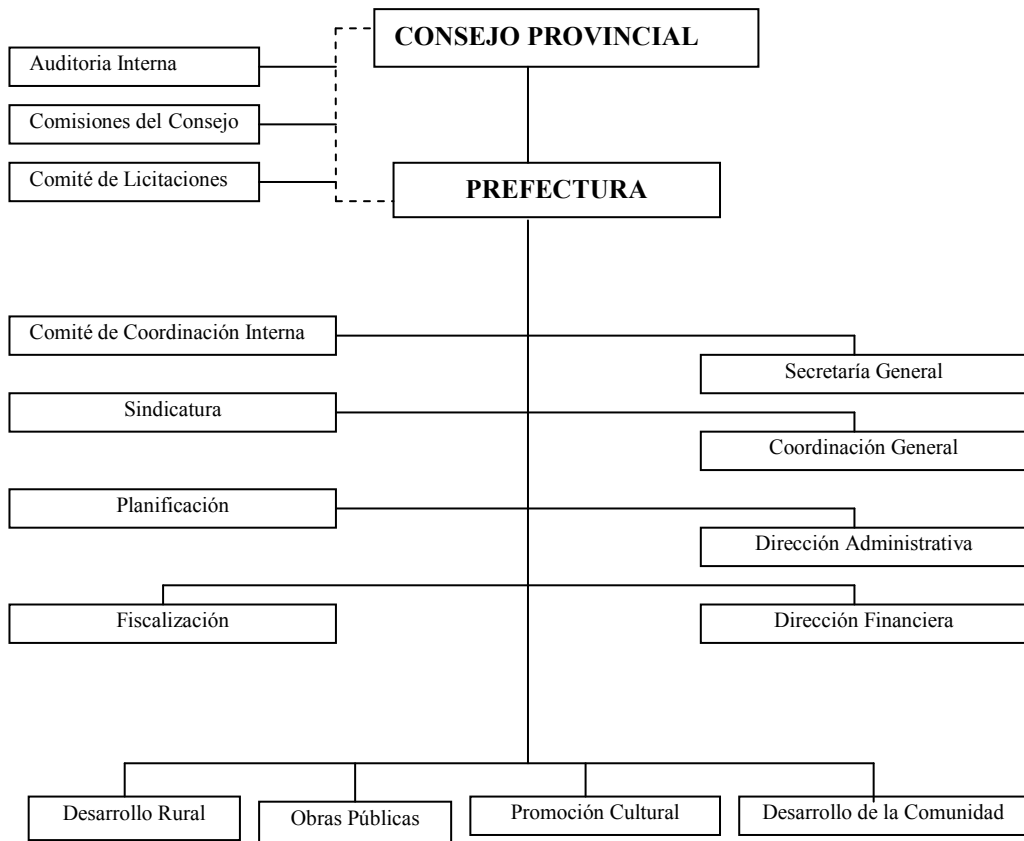 CONSEJO PROVINCIAL
Auditoria Interna
Comisiones del Consejo
Comité de Licitaciones
PREFECTURA
Comité de Coordinación Interna
Secretaría General
Sindicatura
Coordinación General
Planificación
Dirección Administrativa
Fiscalización
Dirección Financiera
Desarrollo Rural
Obras Públicas
Promoción Cultural
Desarrollo de la Comunidad